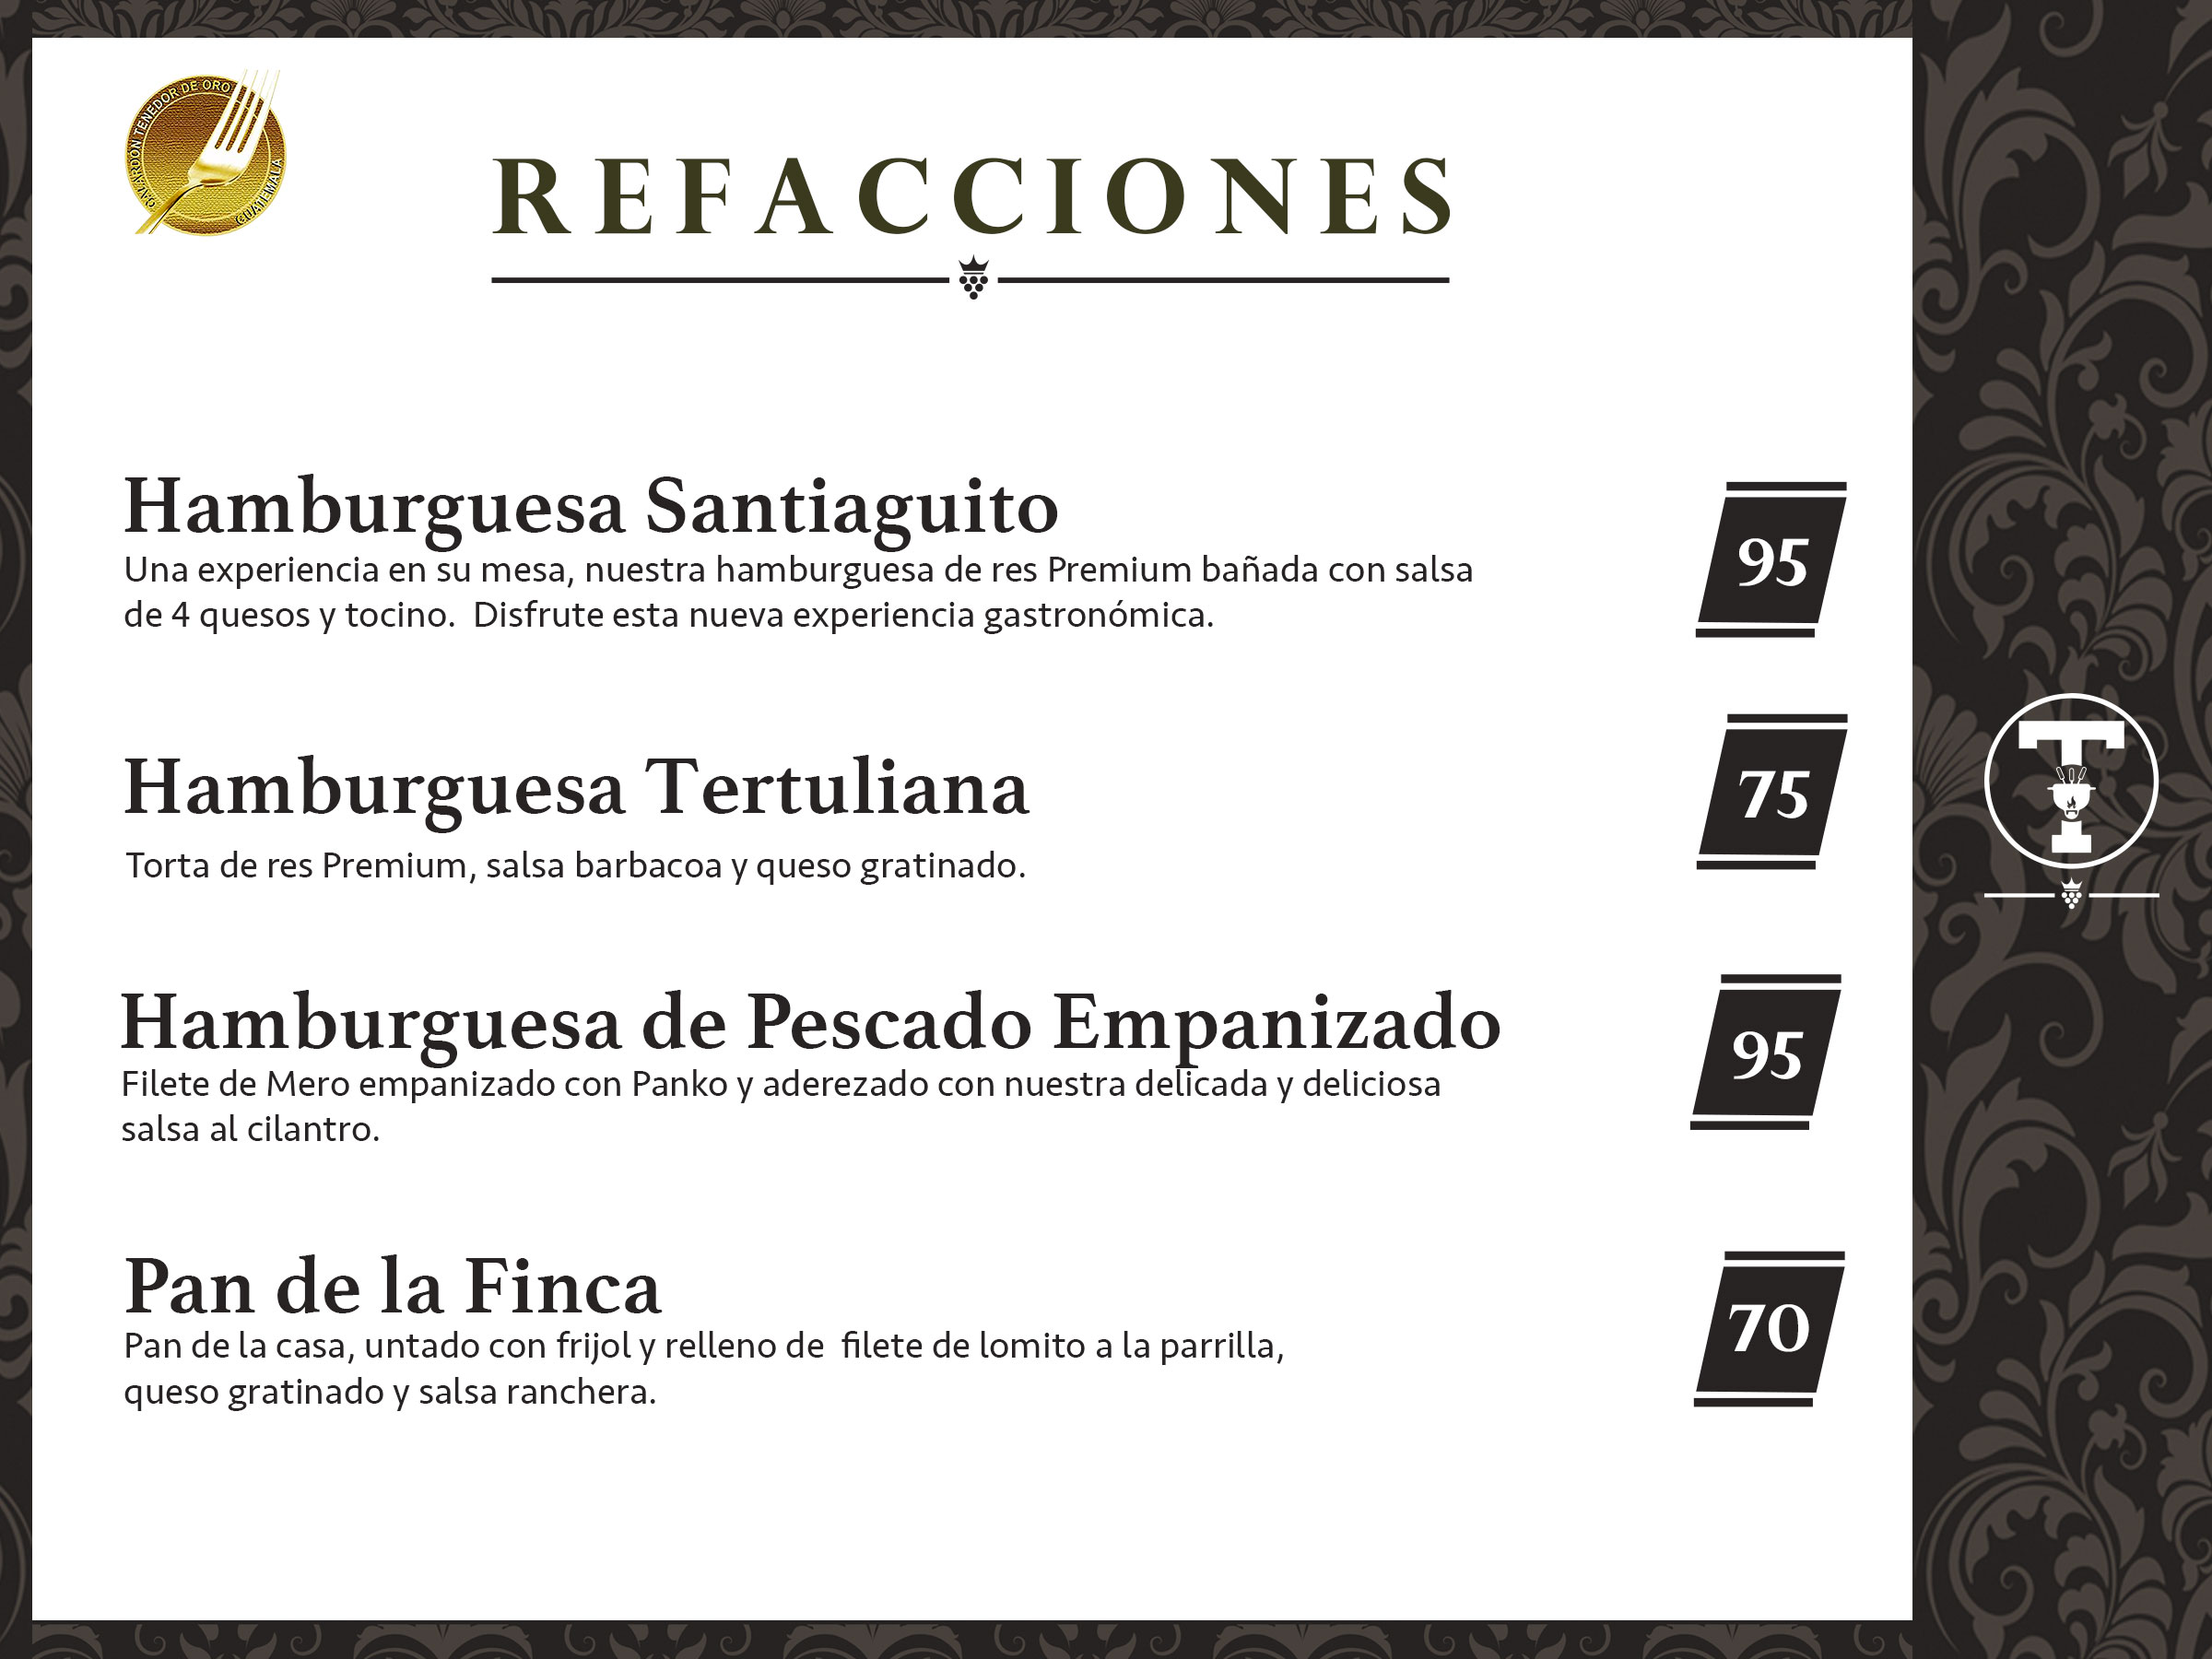 GALARDÓN TENEDOR DE ORO
GUATEMALA
REFACCIONES
Hamburguesa Santiaguito
Una experiencia en su mesa, nuestra hamburguesa de res Premium bañada con salsa
de 4 quesos y tocino. Disfrute esta nueva experiencia gastronómica.
95
Hamburguesa Tertuliana
Torta de res Premium, salsa barbacoa y queso gratinado.
75
T
Hamburguesa de Pescado Empanizado
Filete de Mero empanizado con Panko y aderezado con nuestra delicada y deliciosa
salsa al cilantro.
95
Pan de la Finca
Pan de la casa, untado con frijol y relleno de filete de lomito a la parrilla,
queso gratinado y salsa ranchera.
70